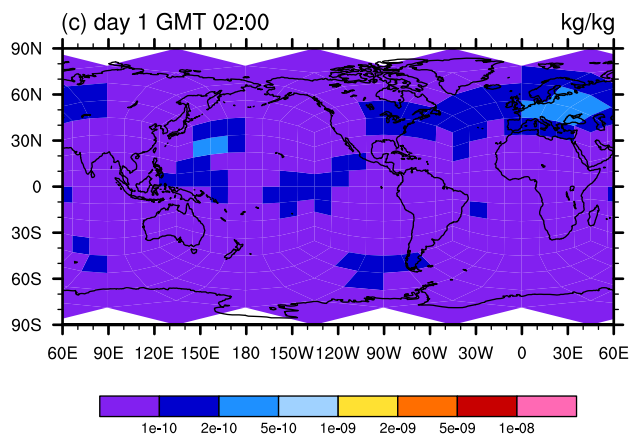 (c) day 1 GMT 02:00 kg/kg
90N
60N
30N
0
30S
60S
90S
60E 90E 120E 150E 180 150W 120W 90W 60W 30W 0 30E 60E
1e-10 2e-10 5e-10 1e-09 2e-09 5e-09 1e-08